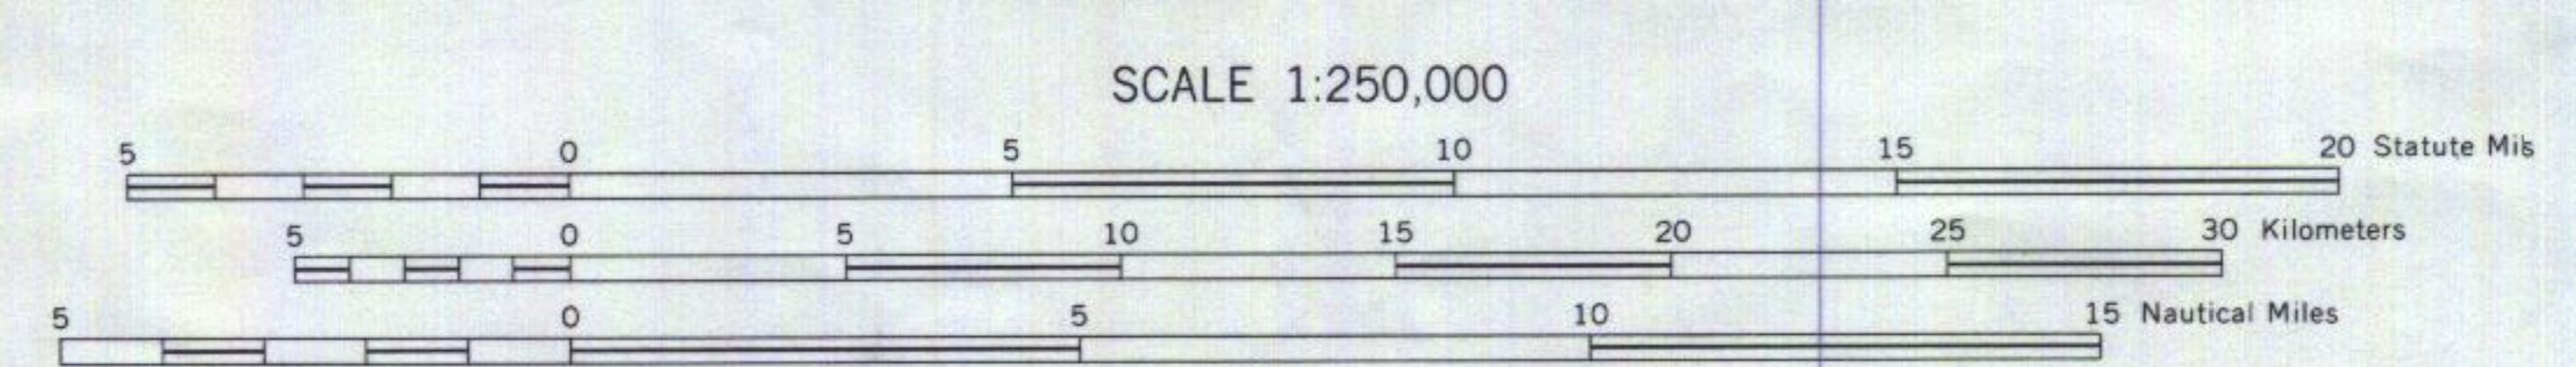 SCALE 1:250,000
5 0 5 10 15 20 Statute Mils
5 0 5 10 15 20 25 30 Kilometers
5 0 5 10 15 Nautical Miles